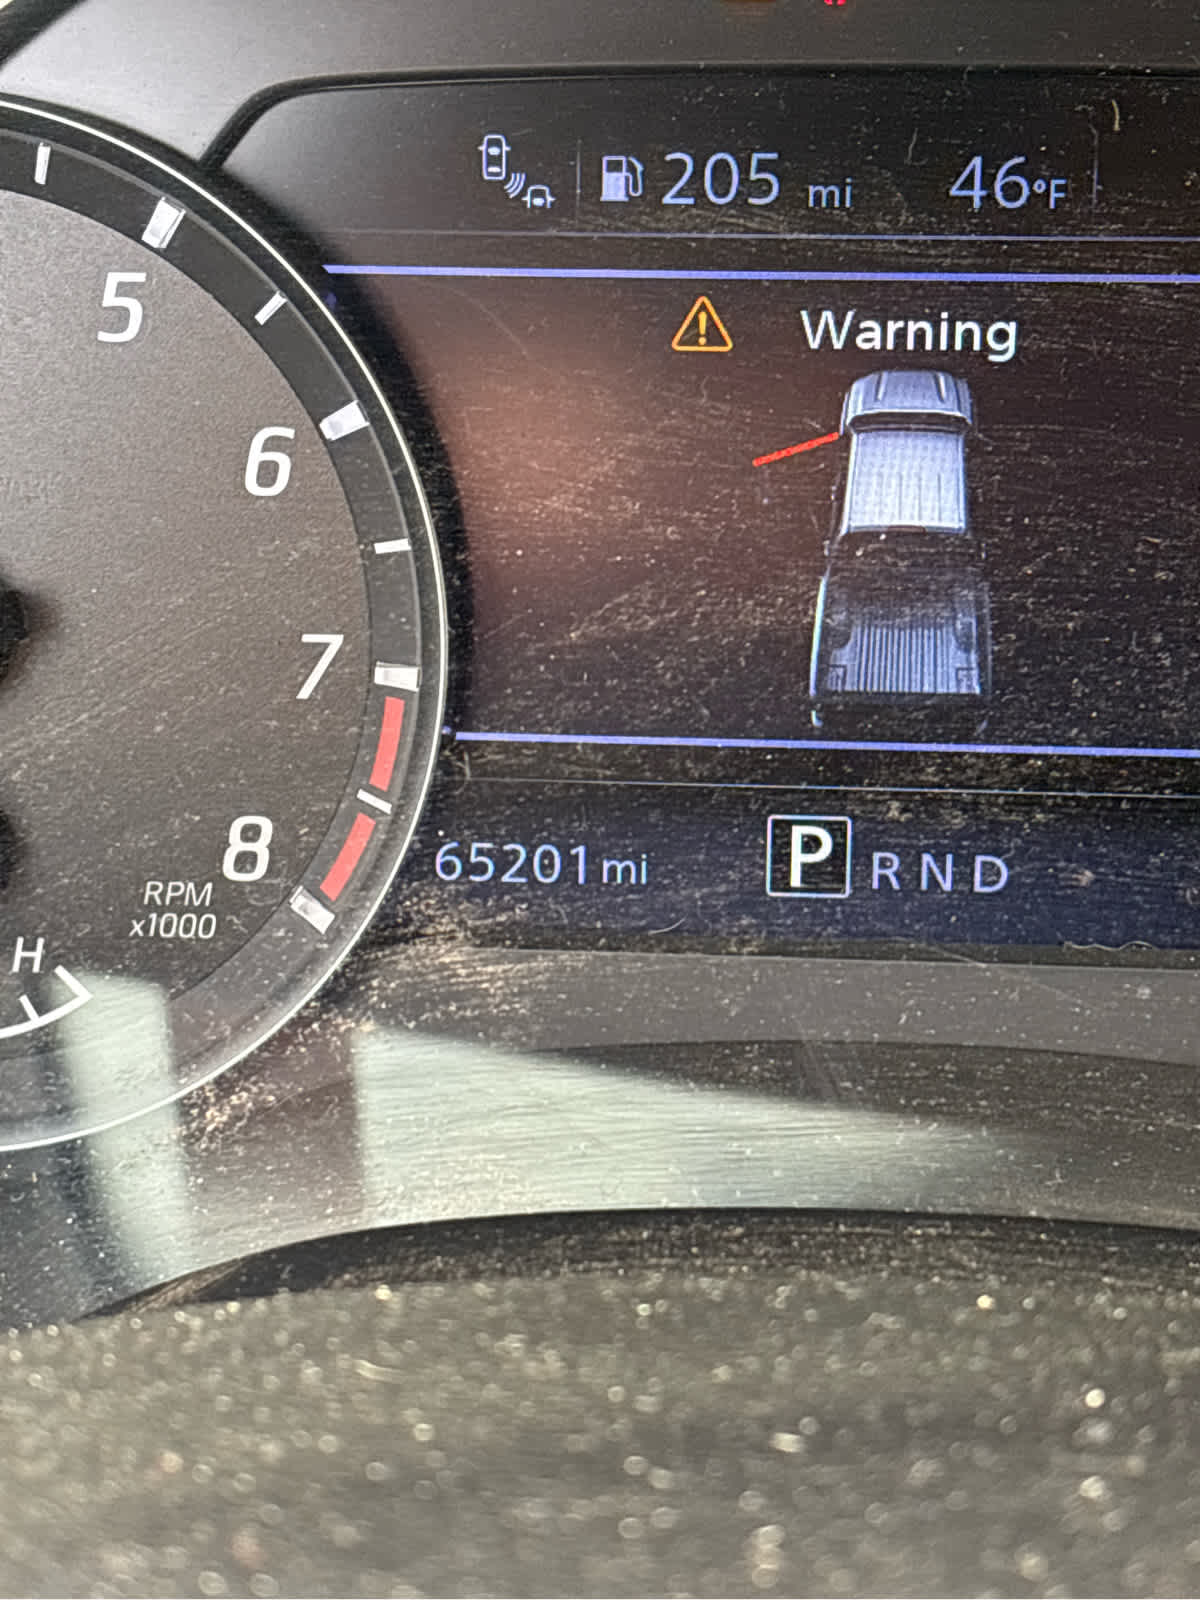 205 mi 46°F
Warning
5
6
7
8
RPM
x1000
H
65201mi P R N D